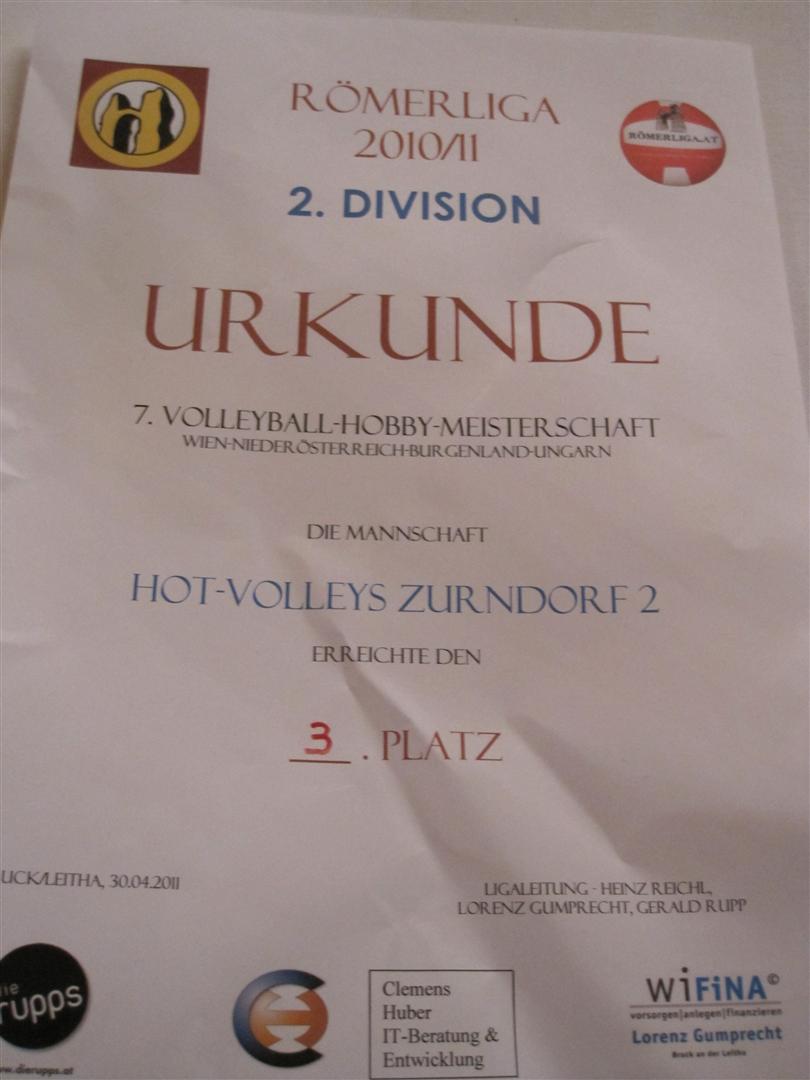 RÖMERLIGA
2010/11
RÖMERLIGA.AT
2. DIVISION
URKUNDE
7. VOLLEYBALL-HOBBY-MEISTERSCHAFT
WIEN-NIEDERÖSTERREICH-BURGENLAND-UNGARN
DIE MANNSCHAFT
HOT-VOLLEYS ZURNDORF 2
ERREICHTE DEN
3. PLATZ
UCK/LEITHA, 30.04.2011
LIGALEITUNG - HEINZ REICHL,
LORENZ GUMPRECHT, GERALD RUPP
die
rupps
www.dierupps.at
Clemens
Huber
IT-Beratung &
Entwicklung
WiFiNA©
vorsorgen|anlegen|finanzieren
Lorenz Gumprecht
Bruck an der Leitha